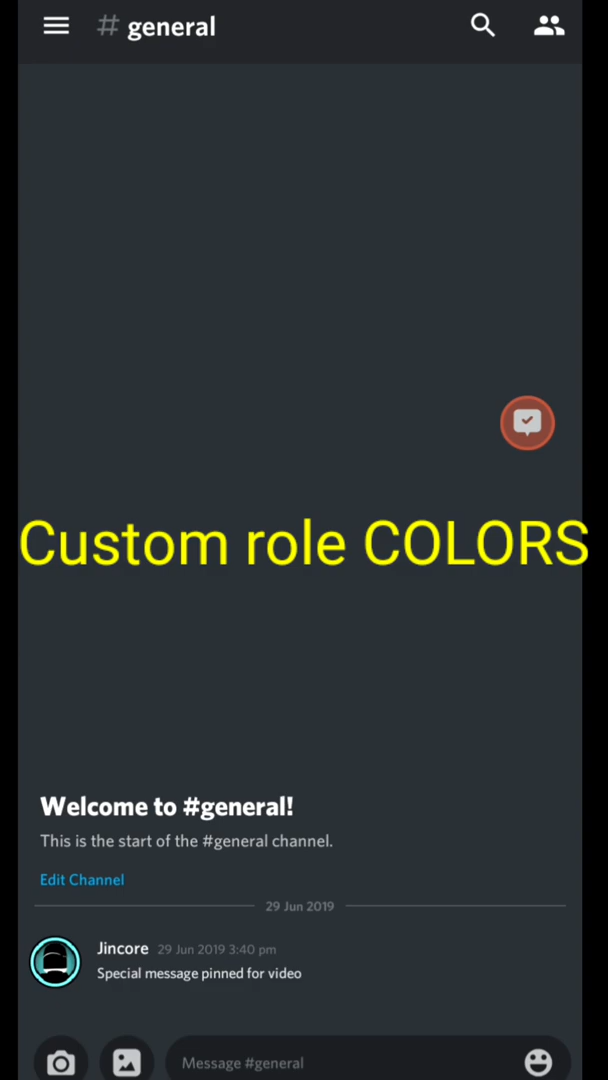 # general
Custom role COLORS
Welcome to #general!
This is the start of the #general channel.
Edit Channel
29 Jun 2019
Jincore 29 Jun 2019 3:40 pm
Special message pinned for video
Message #general